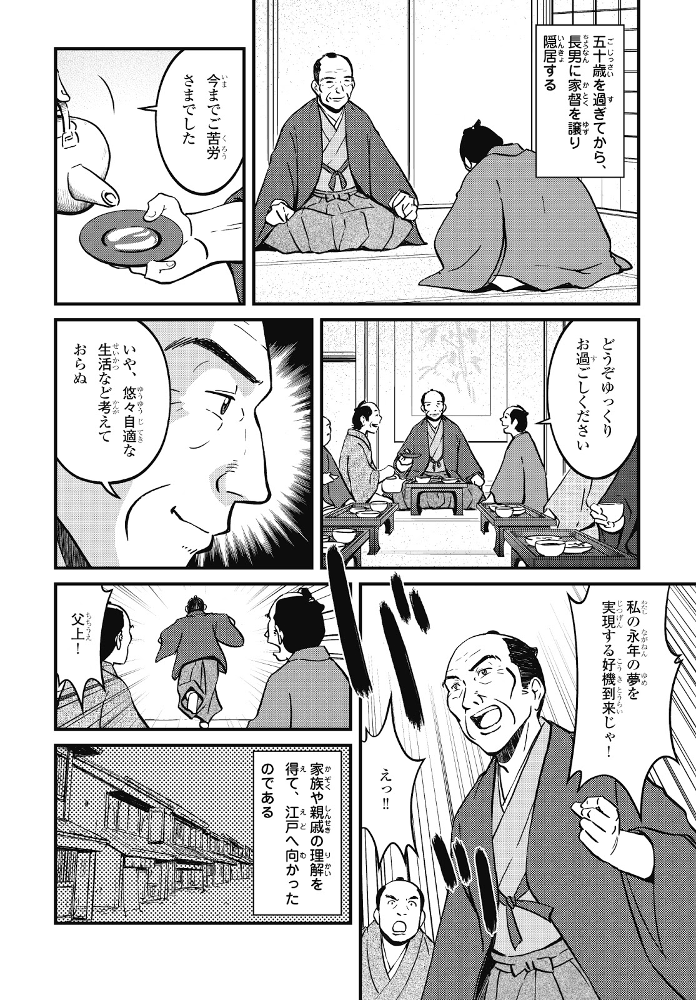 五十歳を過ぎてから、
長男に家督を譲り
隠居する
今までご苦労
さまでした
どうぞゆっくり
お過ごしください
いや、悠々自適な
生活など考えて
おらぬ
私の永年の夢を
実現する好機到来じゃ！
えっ!!
父上！
家族や親戚の理解を
得て、江戸へ向かった
のである